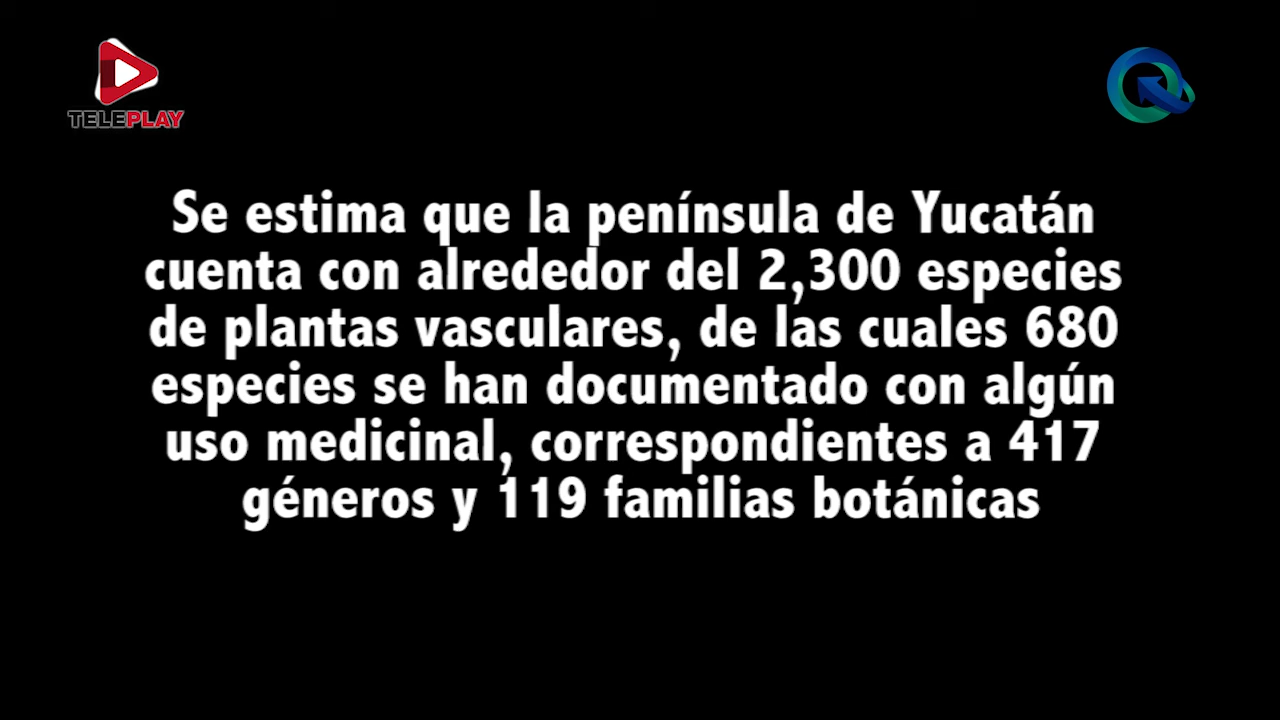 TELEPLAY
Se estima que la península de Yucatán
cuenta con alrededor del 2,300 especies
de plantas vasculares, de las cuales 680
especies se han documentado con algún
uso medicinal, correspondientes a 417
géneros y 119 familias botánicas